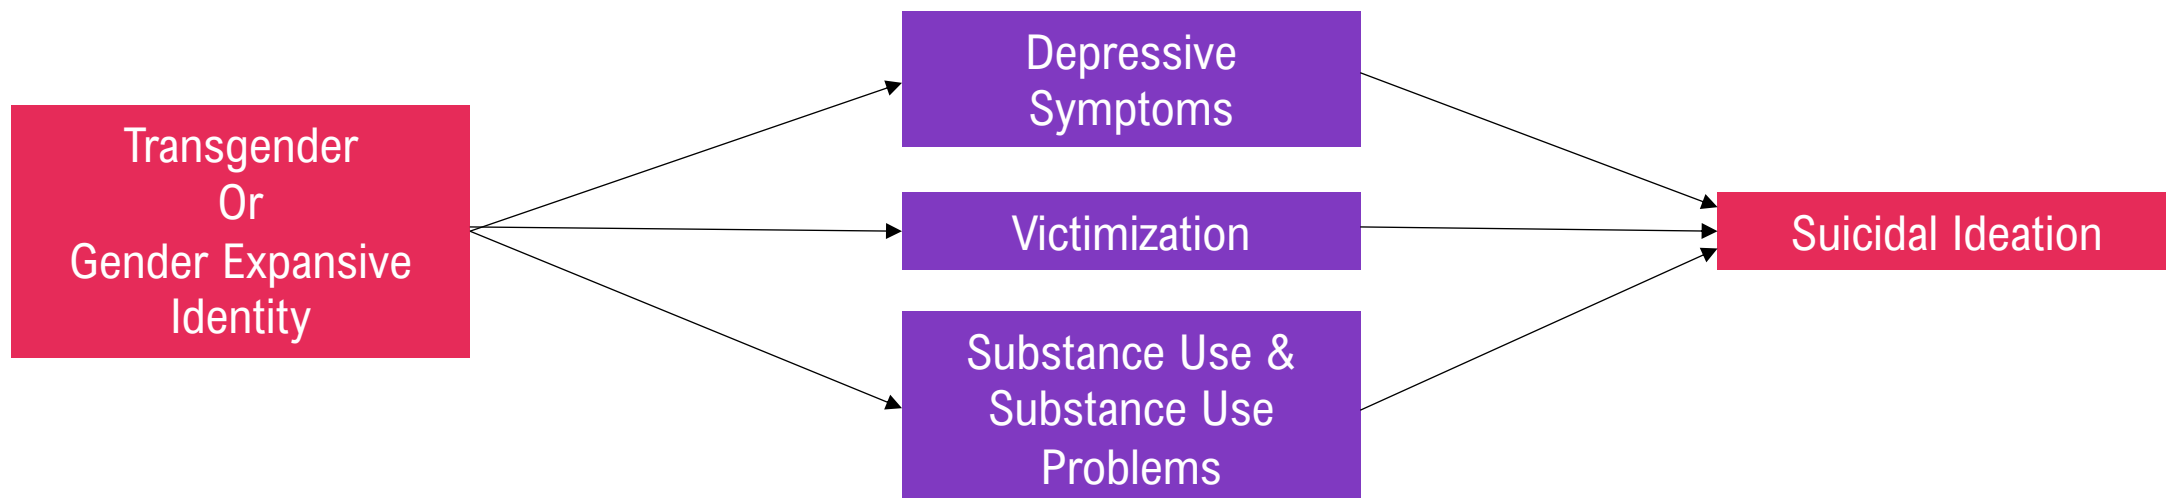 Transgender
Or
Gender Expansive
Identity
Depressive
Symptoms
Victimization
Substance Use &
Substance Use
Problems
Suicidal Ideation